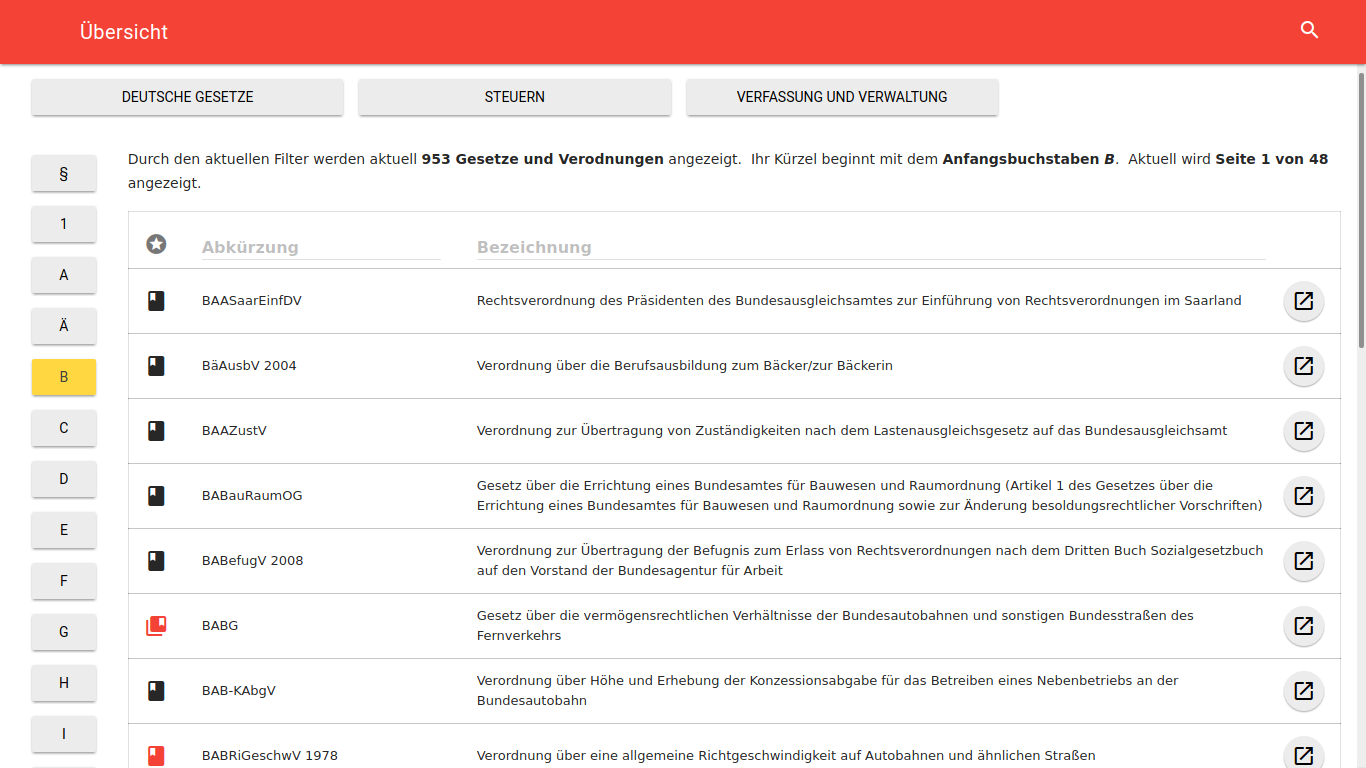 Übersicht
DEUTSCHE GESETZE
STEUERN
VERFASSUNG UND VERWALTUNG
§
1
A
Ä
B
C
D
E
F
G
H
I
Durch den aktuellen Filter werden aktuell 953 Gesetze und Verodnungen angezeigt. Ihr Kürzel beginnt mit dem Anfangsbuchstaben B. Aktuell wird Seite 1 von 48
angezeigt.
Abkürzung
Bezeichnung
BAASaarEinfDV
Rechtsverordnung des Präsidenten des Bundesausgleichsamtes zur Einführung von Rechtsverordnungen im Saarland
BäAusbV 2004
Verordnung über die Berufsausbildung zum Bäcker/zur Bäckerin
BAAZustV
Verordnung zur Übertragung von Zuständigkeiten nach dem Lastenausgleichsgesetz auf das Bundesausgleichsamt
BABauRaumOG
Gesetz über die Errichtung eines Bundesamtes für Bauwesen und Raumordnung (Artikel 1 des Gesetzes über die
Errichtung eines Bundesamtes für Bauwesen und Raumordnung sowie zur Änderung besoldungsrechtlicher Vorschriften)
BABefugV 2008
Verordnung zur Übertragung der Befugnis zum Erlass von Rechtsverordnungen nach dem Dritten Buch Sozialgesetzbuch
auf den Vorstand der Bundesagentur für Arbeit
BABG
Gesetz über die vermögensrechtlichen Verhältnisse der Bundesautobahnen und sonstigen Bundesstraßen des
Fernverkehrs
BAB-KAbgV
Verordnung über Höhe und Erhebung der Konzessionsabgabe für das Betreiben eines Nebenbetriebs an der
Bundesautobahn
BABRiGeschwV 1978
Verordnung über eine allgemeine Richtgeschwindigkeit auf Autobahnen und ähnlichen Straßen